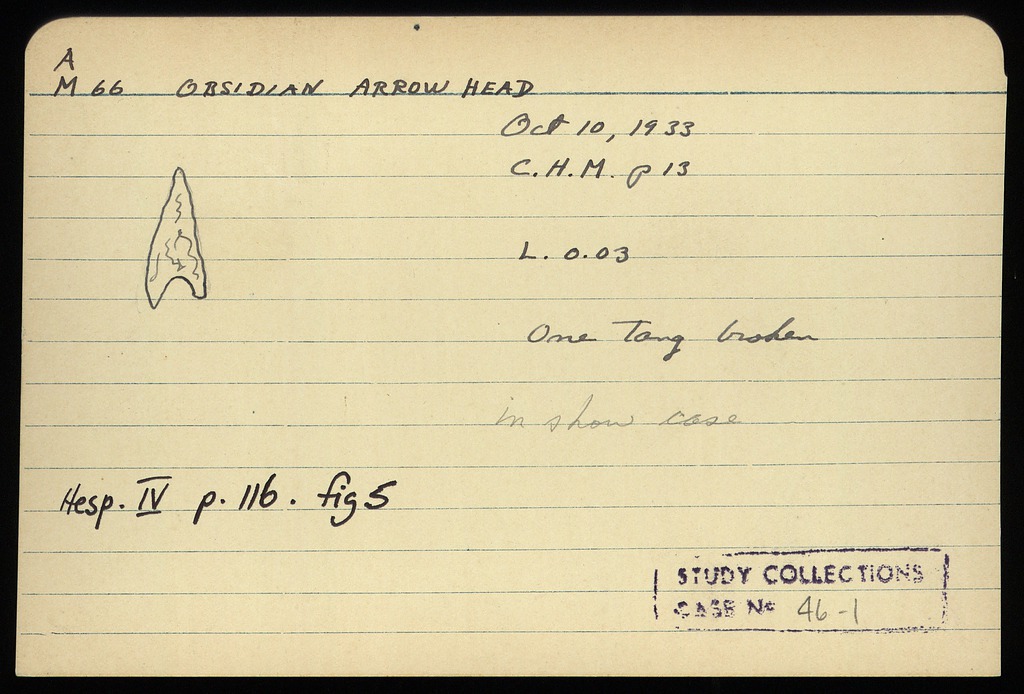 A
M 66 OBSIDIAN ARROW HEAD
Oct 10, 1933
C.H.M. p 13
L. 0.03
One Tang broken
in show case
Hesp. IV p. 116. fig 5
STUDY COLLECTIONS
CASE No 46-1